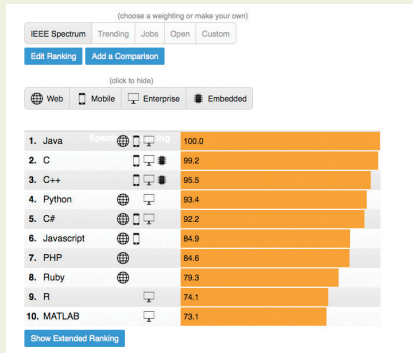 (choose a weighting or make your own)
IEEE Spectrum Trending Jobs Open Custom
Edit Ranking Add a Comparison
(click to hide)
Web Mobile Enterprise Embedded
1. Java 100.0
2. C 99.2
3. C++ 95.5
4. Python 93.4
5. C# 92.2
6. Javascript 84.9
7. PHP 84.6
8. Ruby 79.3
9. R 74.1
10. MATLAB 73.1
Show Extended Ranking